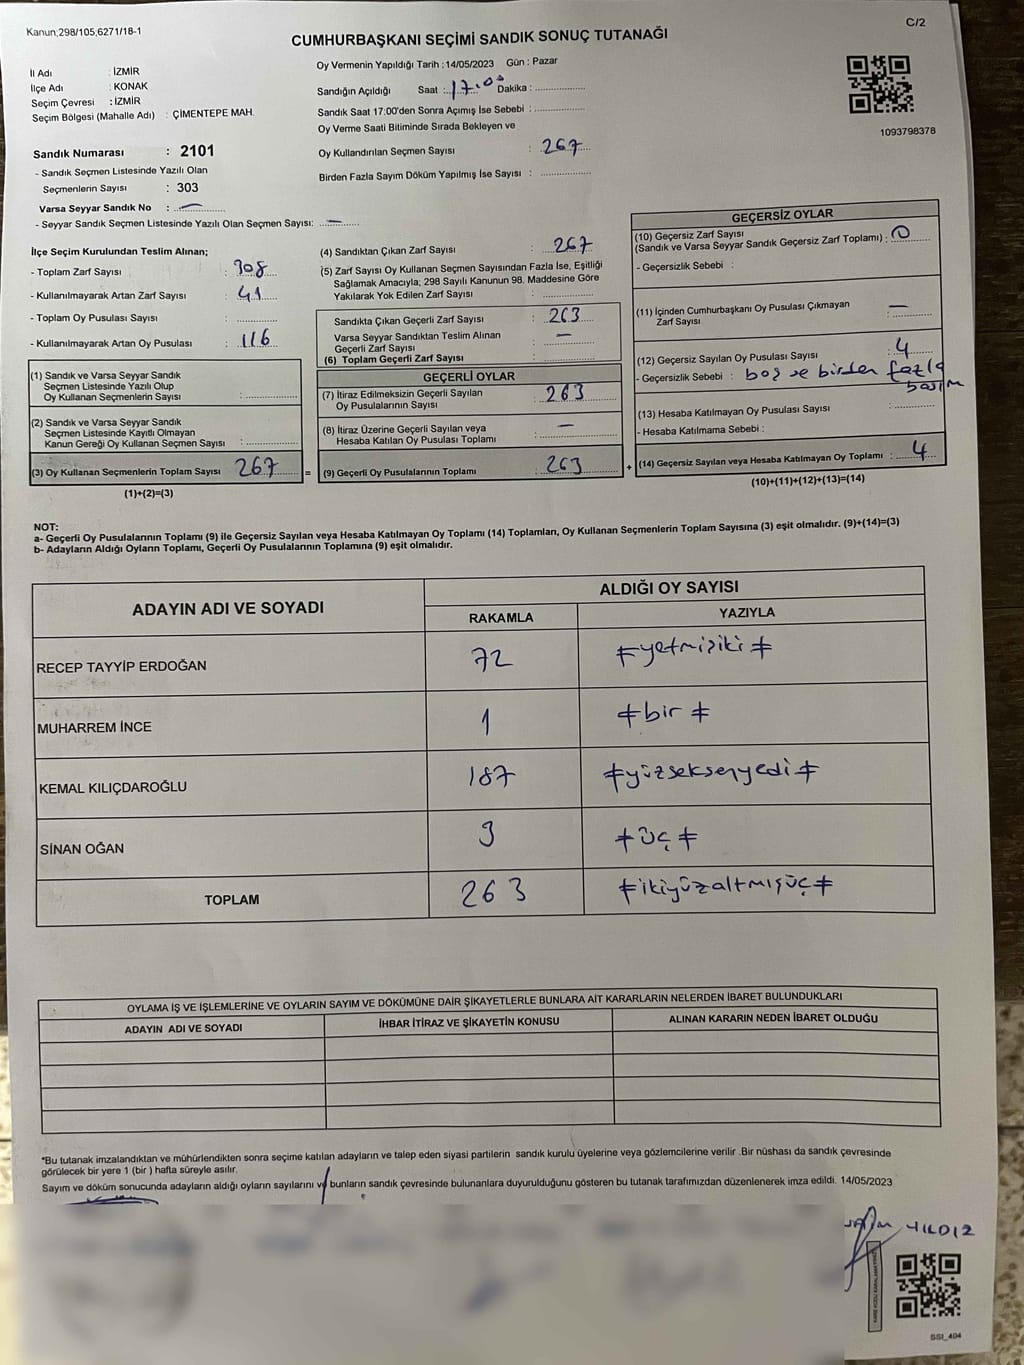 Kanun;298/105;6271/18-1
C/2
CUMHURBAŞKANI SEÇİMİ SANDIK SONUÇ TUTANAĞI
İl Adı : İZMİR
İlçe Adı : KONAK
Seçim Çevresi : İZMİR
Seçim Bölgesi (Mahalle Adı) : ÇİMENTEPE MAH.
Oy Vermenin Yapıldığı Tarih :14/05/2023 Gün : Pazar
Sandığın Açıldığı Saat : 17.00 Dakika :
Sandık Saat 17:00'den Sonra Açımış İse Sebebi :
Oy Verme Saati Bitiminde Sırada Bekleyen ve
Oy Kullandırılan Seçmen Sayısı : 267
Birden Fazla Sayım Döküm Yapılmış İse Sayısı :
1093798378
Sandık Numarası : 2101
- Sandık Seçmen Listesinde Yazılı Olan
Seçmenlerin Sayısı : 303
Varsa Seyyar Sandık No : —
- Seyyar Sandık Seçmen Listesinde Yazılı Olan Seçmen Sayısı: —
İlçe Seçim Kurulundan Teslim Alınan;
- Toplam Zarf Sayısı : 308
- Kullanılmayarak Artan Zarf Sayısı : 41
- Toplam Oy Pusulası Sayısı :
- Kullanılmayarak Artan Oy Pusulası : 116
(1) Sandık ve Varsa Seyyar Sandık
Seçmen Listesinde Yazılı Olup
Oy Kullanan Seçmenlerin Sayısı :
(2) Sandık ve Varsa Seyyar Sandık
Seçmen Listesinde Kayıtlı Olmayan
Kanun Gereği Oy Kullanan Seçmen Sayısı :
(3) Oy Kullanan Seçmenlerin Toplam Sayısı 267
(1)+(2)=(3)
(4) Sandıktan Çıkan Zarf Sayısı : 267
(5) Zarf Sayısı Oy Kullanan Seçmen Sayısından Fazla İse, Eşitliği
Sağlamak Amacıyla, 298 Sayılı Kanunun 98. Maddesine Göre
Yakılarak Yok Edilen Zarf Sayısı :
Sandıkta Çıkan Geçerli Zarf Sayısı : 263
Varsa Seyyar Sandıktan Teslim Alınan
Geçerli Zarf Sayısı : —
(6) Toplam Geçerli Zarf Sayısı :
=
GEÇERLİ OYLAR
(7) İtiraz Edilmeksizin Geçerli Sayılan
Oy Pusulalarının Sayısı : 263
(8) İtiraz Üzerine Geçerli Sayılan veya
Hesaba Katılan Oy Pusulası Toplamı : —
(9) Geçerli Oy Pusulalarının Toplamı : 263
+
GEÇERSİZ OYLAR
(10) Geçersiz Zarf Sayısı
(Sandık ve Varsa Seyyar Sandık Geçersiz Zarf Toplamı) : 0
- Geçersizlik Sebebi :
(11) İçinden Cumhurbaşkanı Oy Pusulası Çıkmayan
Zarf Sayısı : —
(12) Geçersiz Sayılan Oy Pusulası Sayısı : 4
- Geçersizlik Sebebi : boş ve birden fazla
basım
(13) Hesaba Katılmayan Oy Pusulası Sayısı :
- Hesaba Katılmama Sebebi :
(14) Geçersiz Sayılan veya Hesaba Katılmayan Oy Toplamı : 4
(10)+(11)+(12)+(13)=(14)
NOT:
a- Geçerli Oy Pusulalarının Toplamı (9) ile Geçersiz Sayılan veya Hesaba Katılmayan Oy Toplamı (14) Toplamları, Oy Kullanan Seçmenlerin Toplam Sayısına (3) eşit olmalıdır. (9)+(14)=(3)
b- Adayların Aldığı Oyların Toplamı, Geçerli Oy Pusulalarının Toplamına (9) eşit olmalıdır.
ADAYIN ADI VE SOYADI
ALDIĞI OY SAYISI
RAKAMLA YAZIYLA
RECEP TAYYİP ERDOĞAN 72 ≠yetmişiki≠
MUHARREM İNCE 1 ≠bir≠
KEMAL KILIÇDAROĞLU 187 ≠yüzseksenyedi≠
SİNAN OĞAN 3 ≠üç≠
TOPLAM 263 ≠ikiyüzaltmışüç≠
OYLAMA İŞ VE İŞLEMLERİNE VE OYLARIN SAYIM VE DÖKÜMÜNE DAİR ŞİKAYETLERLE BUNLARA AİT KARARLARIN NELERDEN İBARET BULUNDUKLARI
ADAYIN ADI VE SOYADI İHBAR İTİRAZ VE ŞİKAYETİN KONUSU ALINAN KARARIN NEDEN İBARET OLDUĞU
*Bu tutanak imzalandıktan ve mühürlendikten sonra seçime katılan adayların ve talep eden siyasi partilerin sandık kurulu üyelerine veya gözlemcilerine verilir .Bir nüshası da sandık çevresinde
görülecek bir yere 1 (bir ) hafta süreyle asılır.
Sayım ve döküm sonucunda adayların aldığı oyların sayılarını ve bunların sandık çevresinde bulunanlara duyurulduğunu gösteren bu tutanak tarafımızdan düzenlenerek imza edildi. 14/05/2023
YILDIZ
SSI_404